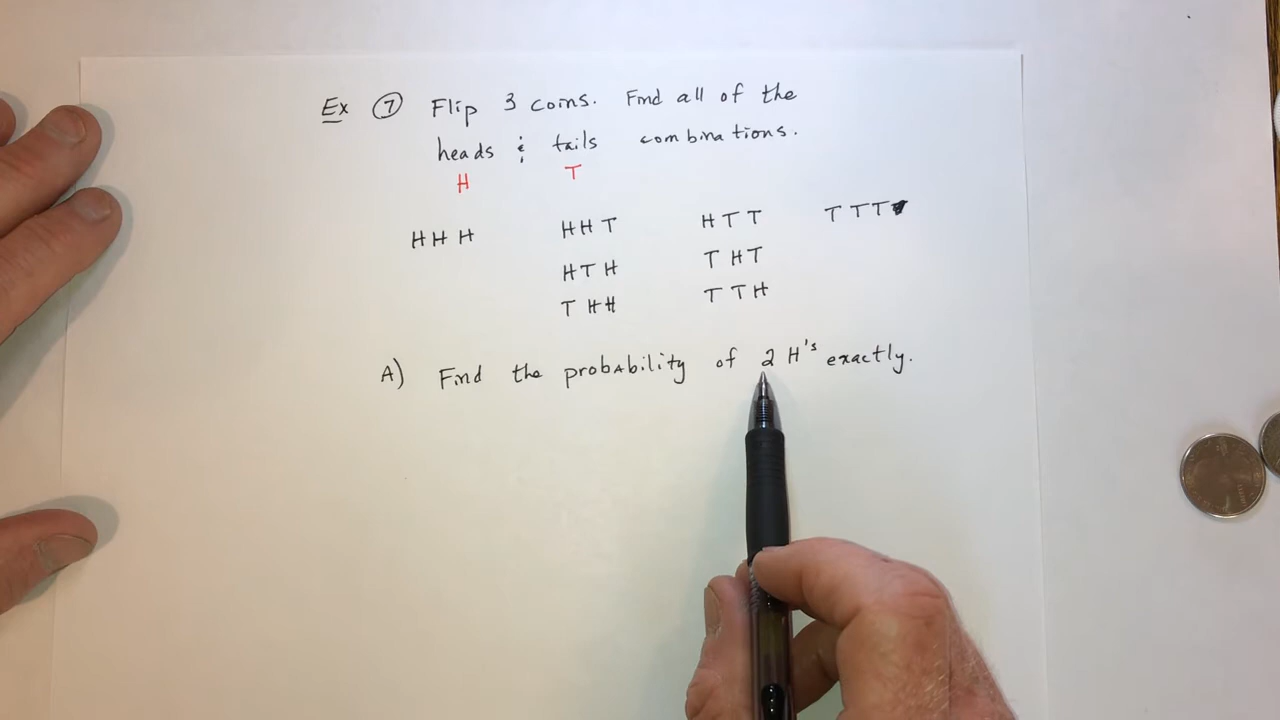 Ex 7 Flip 3 coins. Find all of the
heads & tails combinations.
H T
HHH HHT HTT TTT
HTH THT
THH TTH
A) Find the probability of 2 H's exactly.